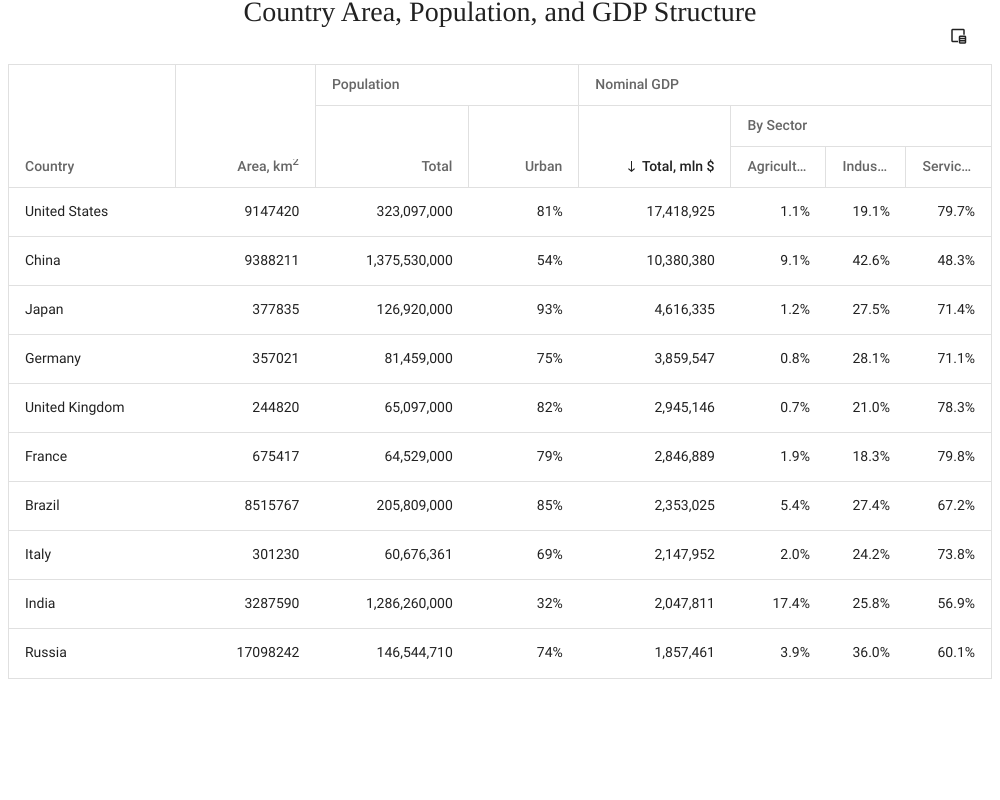 Country Area, Population, and GDP Structure
Population Nominal GDP
By Sector
Country Area, km² Total Urban ↓ Total, mln $ Agricult... Indus... Servic...
United States 9147420 323,097,000 81% 17,418,925 1.1% 19.1% 79.7%
China 9388211 1,375,530,000 54% 10,380,380 9.1% 42.6% 48.3%
Japan 377835 126,920,000 93% 4,616,335 1.2% 27.5% 71.4%
Germany 357021 81,459,000 75% 3,859,547 0.8% 28.1% 71.1%
United Kingdom 244820 65,097,000 82% 2,945,146 0.7% 21.0% 78.3%
France 675417 64,529,000 79% 2,846,889 1.9% 18.3% 79.8%
Brazil 8515767 205,809,000 85% 2,353,025 5.4% 27.4% 67.2%
Italy 301230 60,676,361 69% 2,147,952 2.0% 24.2% 73.8%
India 3287590 1,286,260,000 32% 2,047,811 17.4% 25.8% 56.9%
Russia 17098242 146,544,710 74% 1,857,461 3.9% 36.0% 60.1%